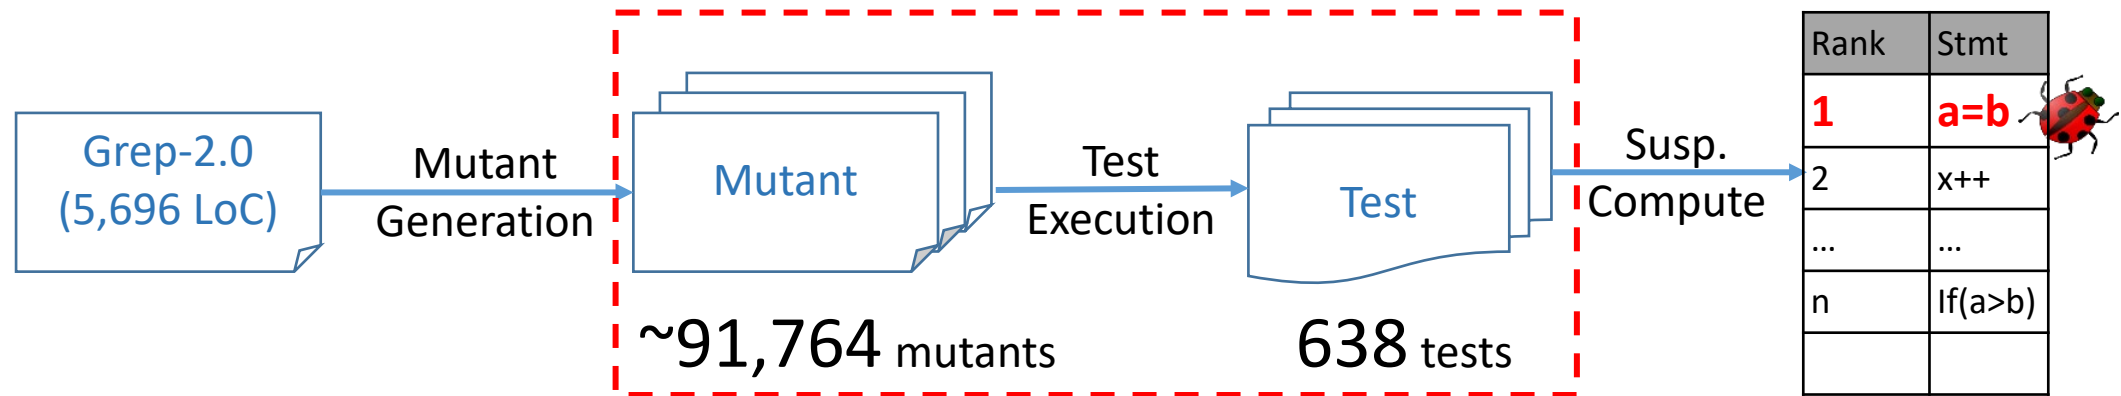 Grep-2.0
(5,696 LoC)
Mutant
Generation
Mutant
Test
Execution
Test
Susp.
Compute
~91,764 mutants
638 tests
Rank Stmt
1 a=b
2 x++
... ...
n If(a>b)